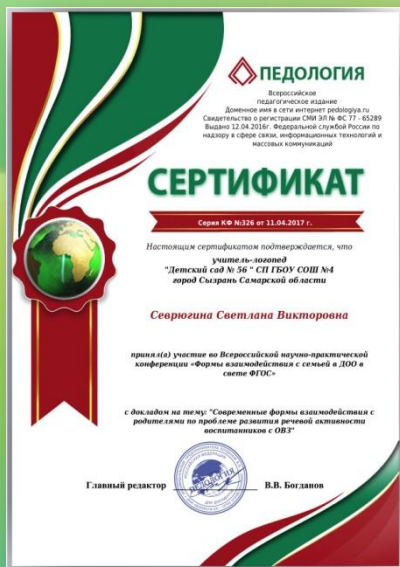 ПЕДОЛОГИЯ
Всероссийское
педагогическое издание
Доменное имя в сети интернет pedologiya.ru
Свидетельство о регистрации СМИ ЭЛ № ФС 77 - 65289
Выдано 12.04.2016г. Федеральной службой России по
надзору в сфере связи, информационных технологий и
массовых коммуникаций
СЕРТИФИКАТ
Серия КФ №326 от 11.04.2017 г.
Настоящим сертификатом подтверждается, что
учитель-логопед
"Детский сад № 56 " СП ГБОУ СОШ №4
город Сызрань Самарской области
Севрюгина Светлана Викторовна
принял(а) участие во Всероссийской научно-практической
конференции «Формы взаимодействия с семьей в ДОО в
свете ФГОС»
с докладом на тему: "Современные формы взаимодействия с
родителями по проблеме развития речевой активности
воспитанников с ОВЗ"
Главный редактор В.В. Богданов
ПЕДОЛОГИЯ